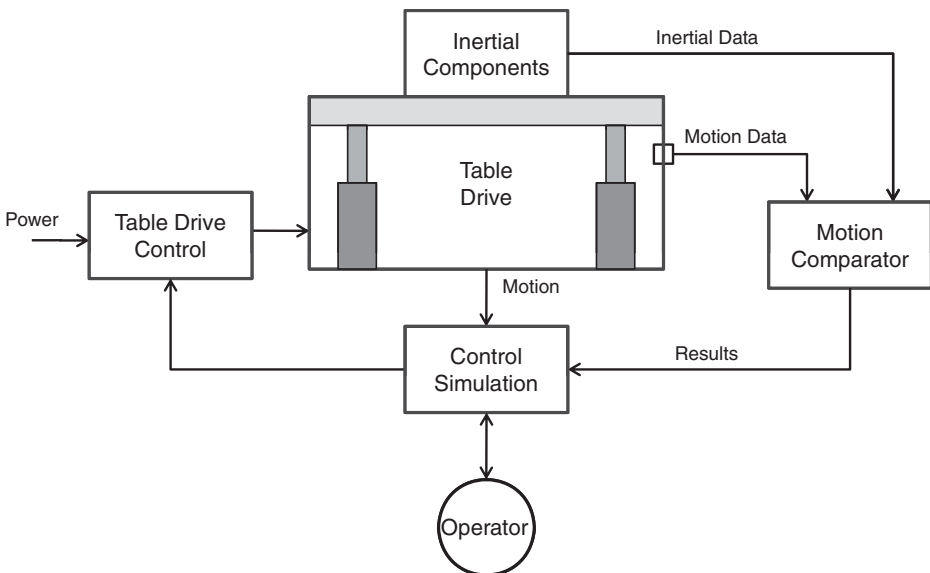 Inertial
Components
Inertial Data
Motion Data
Table
Drive
Power
Table Drive
Control
Motion
Comparator
Motion
Control
Simulation
Results
Operator